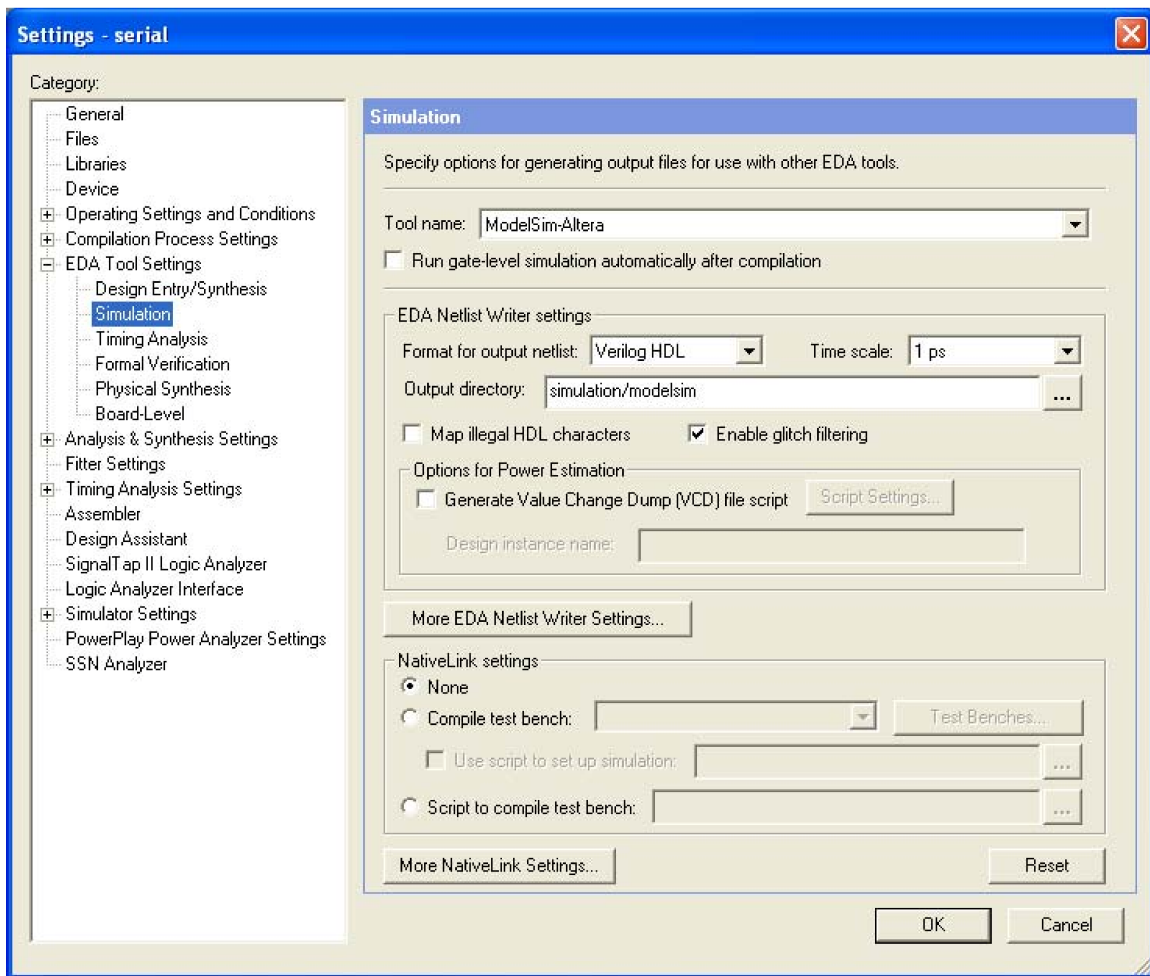 Settings - serial
Category:
General
Files
Libraries
Device
Operating Settings and Conditions
Compilation Process Settings
EDA Tool Settings
Design Entry/Synthesis
Simulation
Timing Analysis
Formal Verification
Physical Synthesis
Board-Level
Analysis & Synthesis Settings
Fitter Settings
Timing Analysis Settings
Assembler
Design Assistant
SignalTap II Logic Analyzer
Logic Analyzer Interface
Simulator Settings
PowerPlay Power Analyzer Settings
SSN Analyzer
Simulation
Specify options for generating output files for use with other EDA tools.
Tool name: ModelSim-Altera
Run gate-level simulation automatically after compilation
EDA Netlist Writer settings
Format for output netlist: Verilog HDL Time scale: 1 ps
Output directory: simulation/modelsim ...
Map illegal HDL characters Enable glitch filtering
Options for Power Estimation
Generate Value Change Dump (VCD) file script Script Settings...
Design instance name:
More EDA Netlist Writer Settings...
NativeLink settings
None
Compile test bench: Test Benches...
Use script to set up simulation: ...
Script to compile test bench: ...
More NativeLink Settings... Reset
OK Cancel